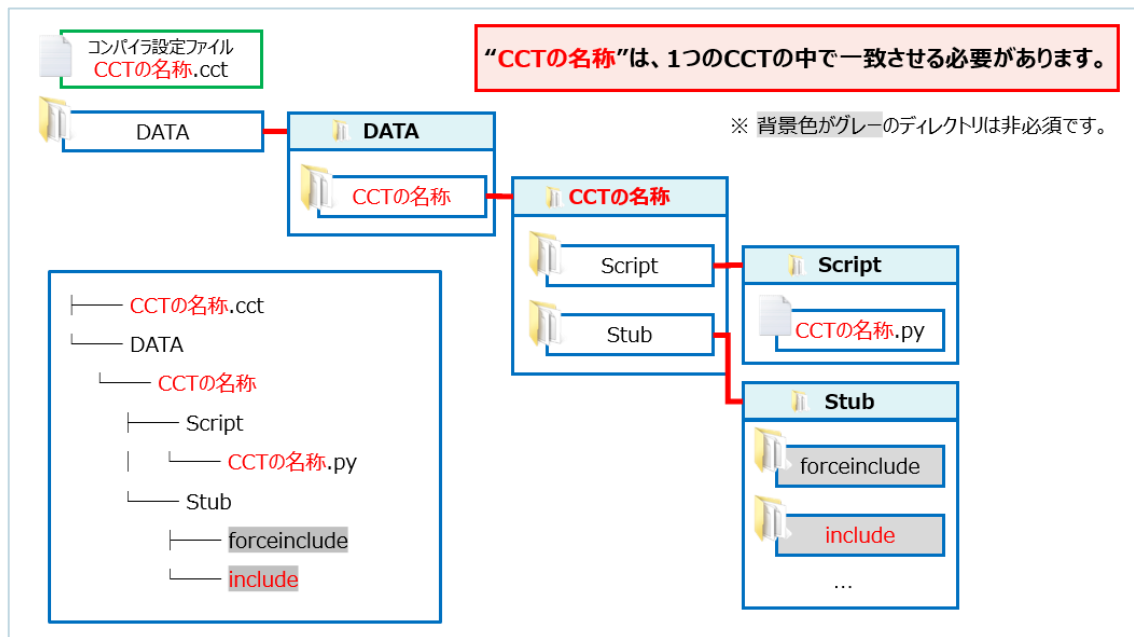 コンパイラ設定ファイル
CCTの名称.cct
“CCTの名称”は、1つのCCTの中で一致させる必要があります。
※ 背景色がグレーのディレクトリは非必須です。
DATA
DATA
CCTの名称
CCTの名称
Script
Stub
Script
CCTの名称.py
Stub
forceinclude
include
…
├── CCTの名称.cct
└── DATA
└── CCTの名称
├── Script
│ └── CCTの名称.py
└── Stub
├── forceinclude
└── include